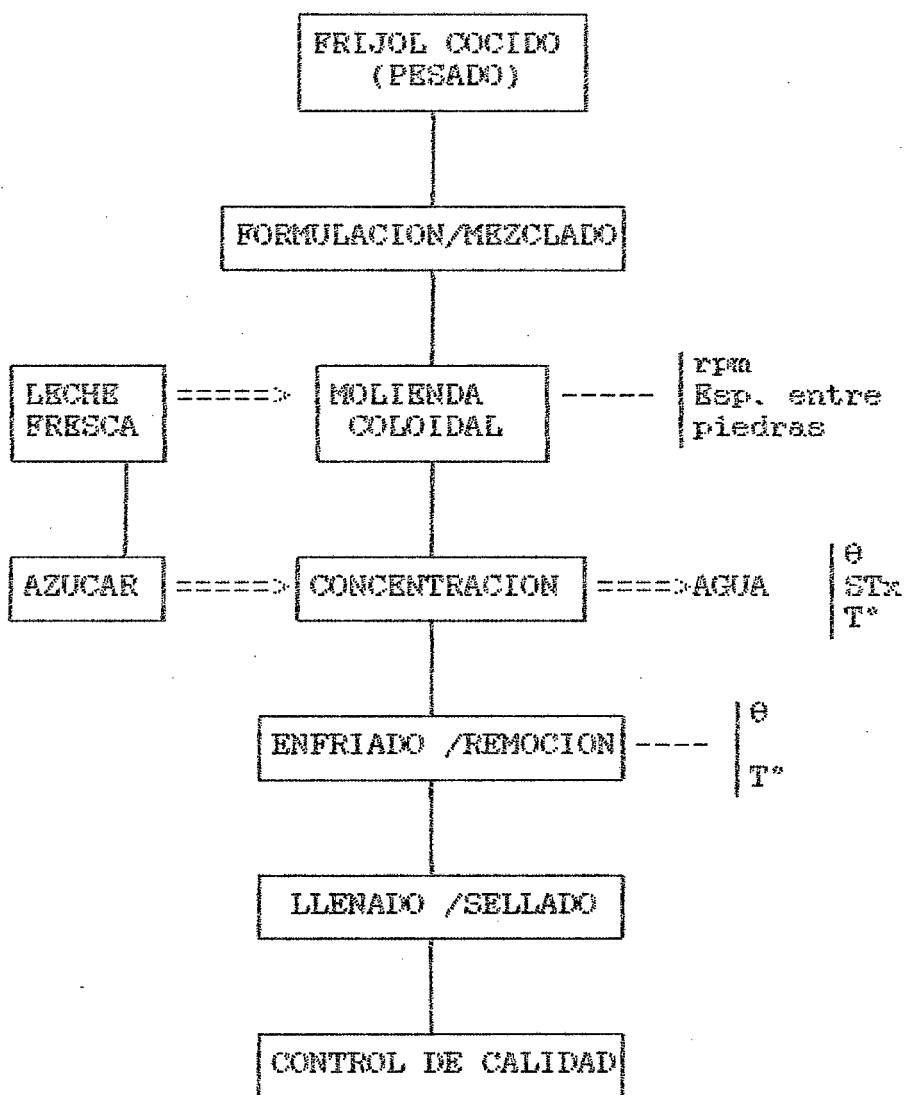 FRIJOL COCIDO
(PESADO)
FORMULACION/MEZCLADO
LECHE
FRESCA
=====>
MOLIENDA
COLOIDAL
-----
rpm
Esp. entre
piedras
AZUCAR
=====>
CONCENTRACION
====>AGUA
θ
STx
T°
ENFRIADO /REMOCION
----
θ
T°
LLENADO /SELLADO
CONTROL DE CALIDAD